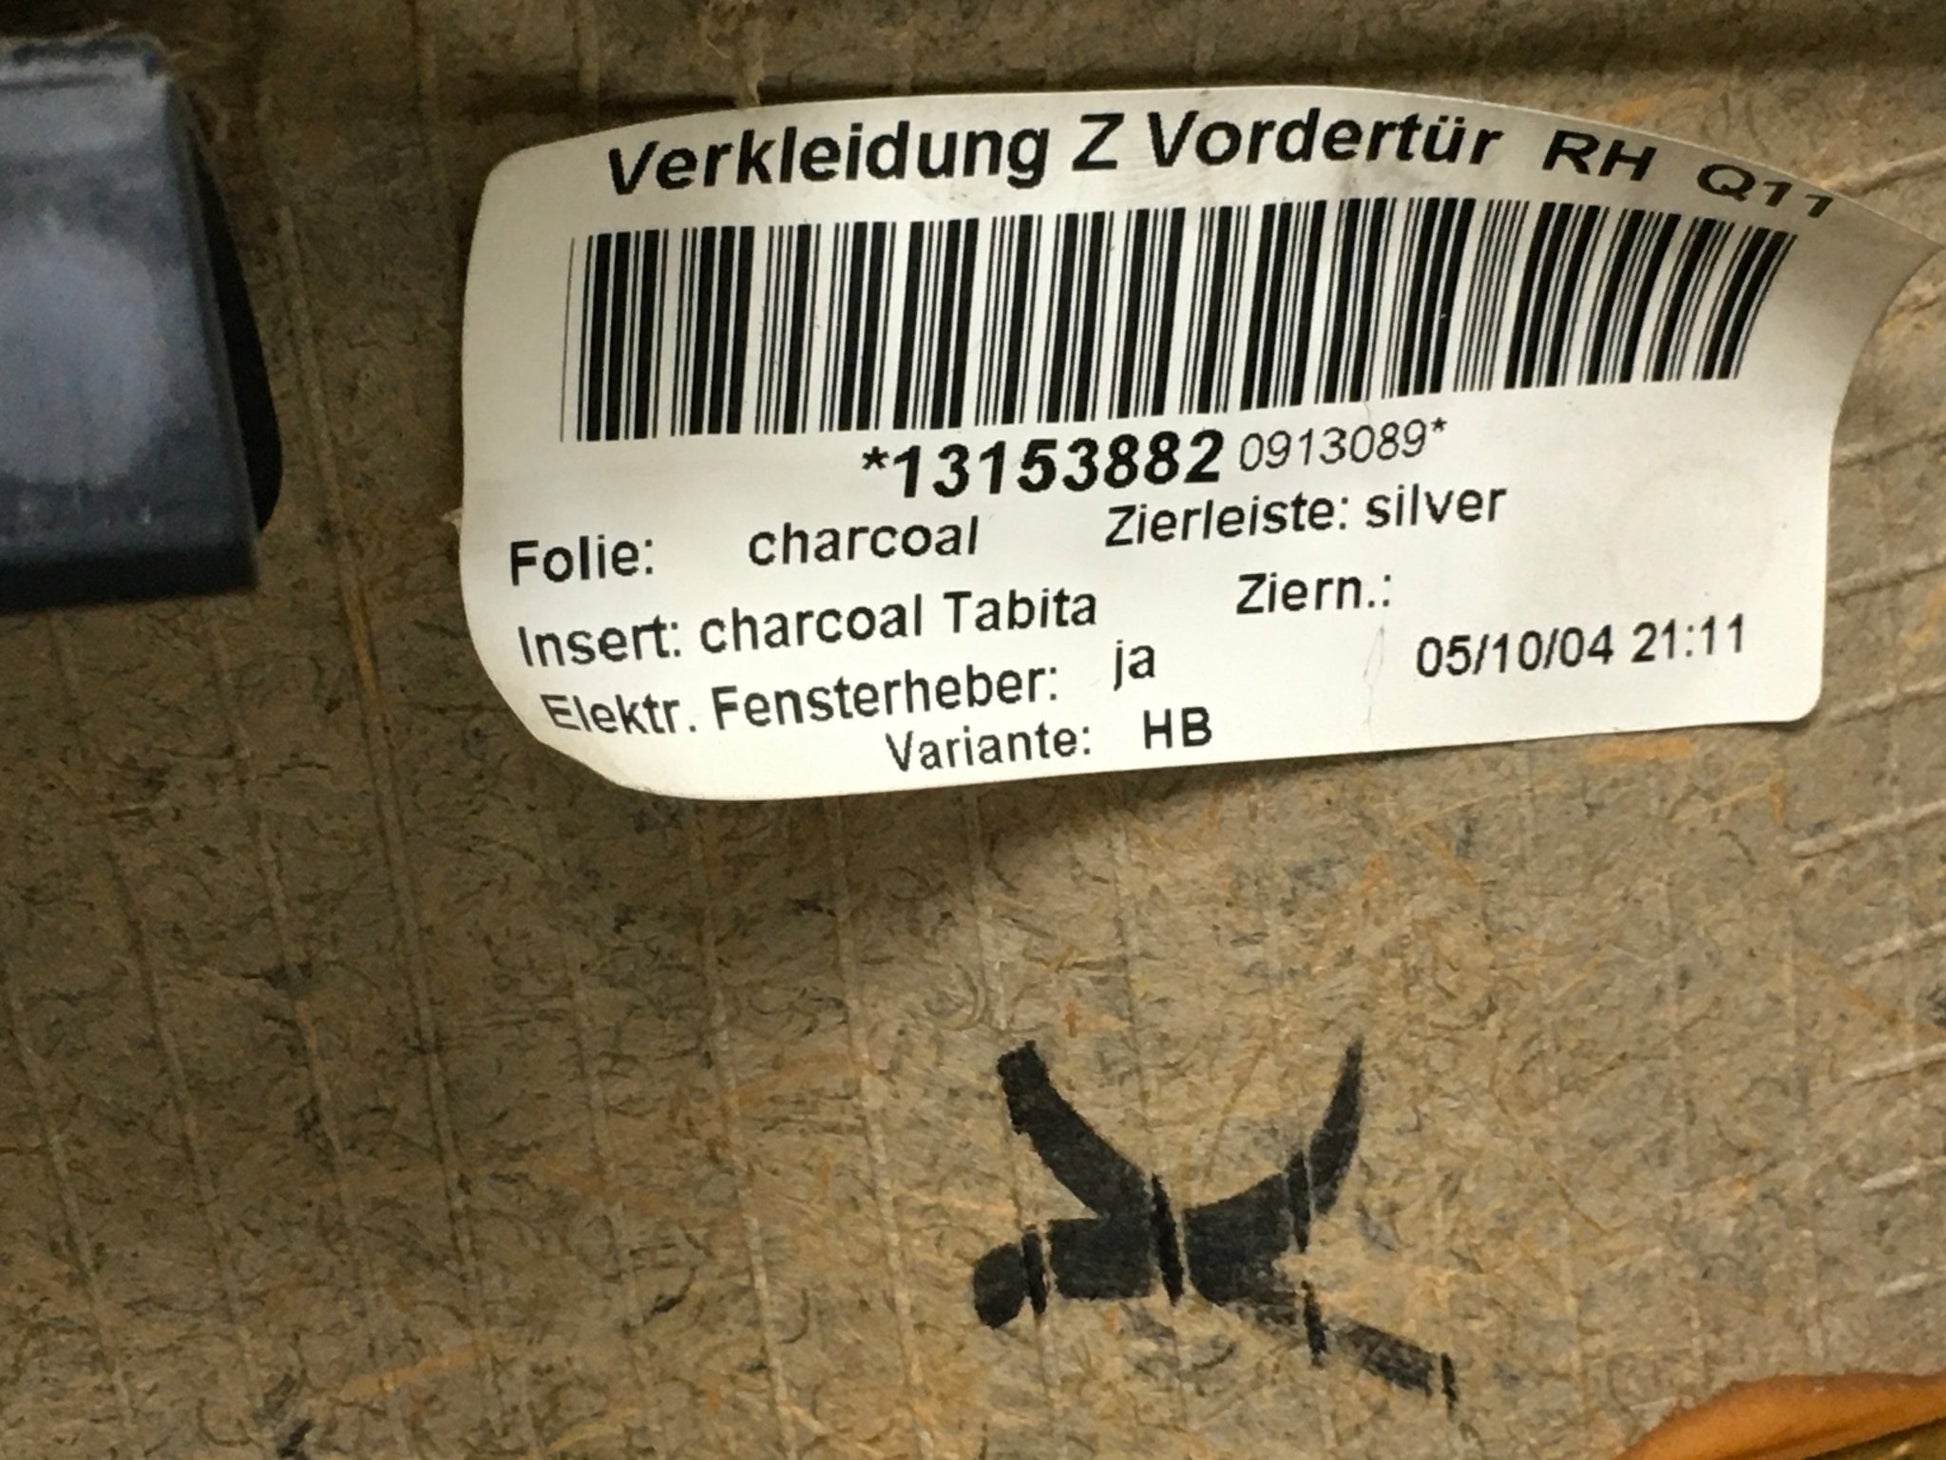 Verkleidung Z Vordertür RH Q11
*13153882 0913089*
Folie: charcoal Zierleiste: silver
Insert: charcoal Tabita Ziern.:
Elektr. Fensterheber: ja 05/10/04 21:11
Variante: HB